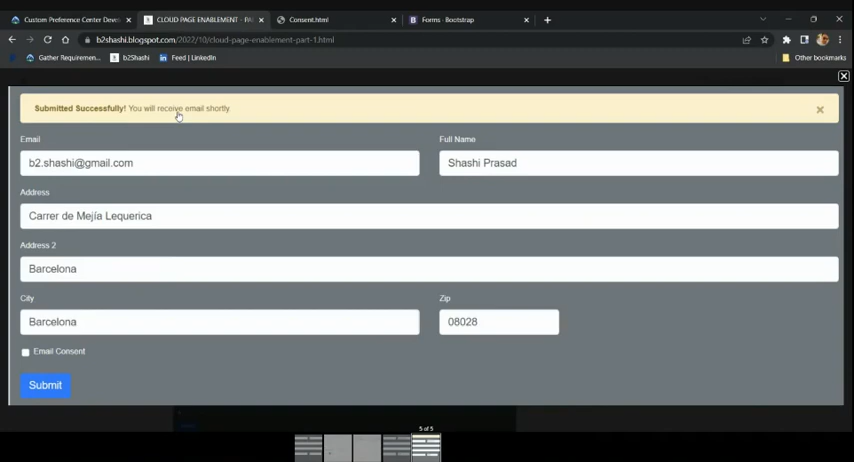 Custom Preference Center Devel
CLOUD PAGE ENABLEMENT - PA
Consent.html
Forms · Bootstrap
b2shashi.blogspot.com/2022/10/cloud-page-enablement-part-1.html
Gather Requiremen...
b2Shashi
Feed | LinkedIn
Other bookmarks
Submitted Successfully! You will receive email shortly.
Email
Full Name
b2.shashi@gmail.com
Shashi Prasad
Address
Carrer de Mejía Lequerica
Address 2
Barcelona
City
Zip
Barcelona
08028
Email Consent
Submit
5 of 5